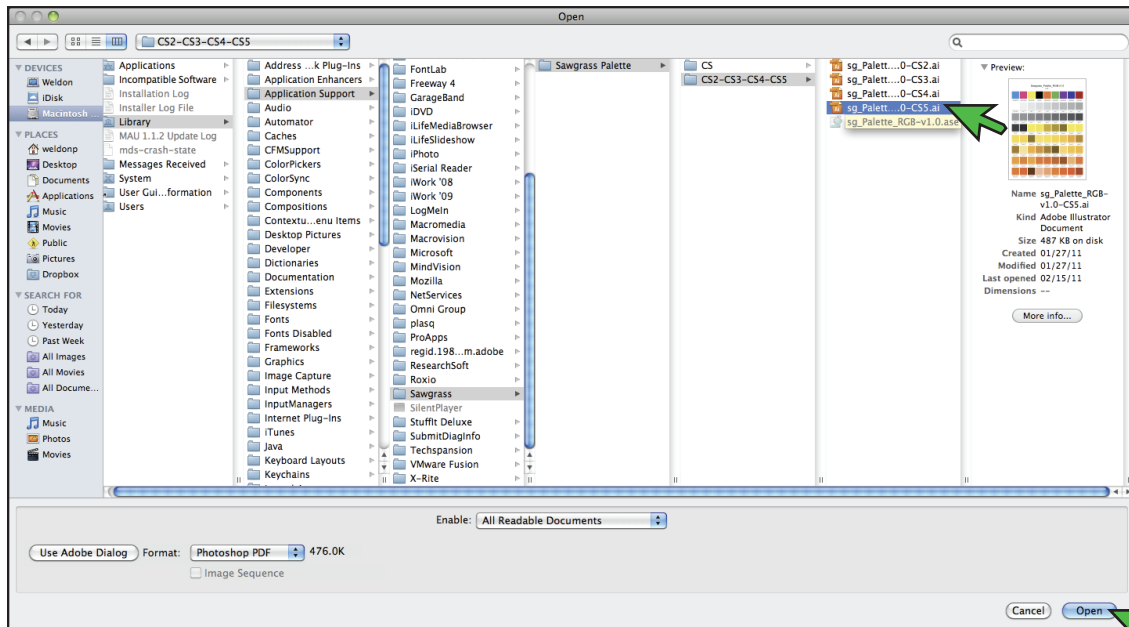 Open
CS2-CS3-CS4-CS5
DEVICES
Weldon
iDisk
Macintosh ...
PLACES
weldonp
Desktop
Documents
Applications
Music
Movies
Public
Pictures
Dropbox
SEARCH FOR
Today
Yesterday
Past Week
All Images
All Movies
All Docume...
MEDIA
Music
Photos
Movies
Applications
Incompatible Software
Installation Log
Installer Log File
Library
MAU 1.1.2 Update Log
mds-crash-state
Messages Received
System
User Gui...formation
Users
Address ...k Plug-Ins
Application Enhancers
Application Support
Audio
Automator
Caches
CFMSupport
ColorPickers
ColorSync
Components
Compositions
Contextu...enu Items
Desktop Pictures
Developer
Dictionaries
Documentation
Extensions
Filesystems
Fonts
Fonts Disabled
Frameworks
Graphics
Image Capture
Input Methods
InputManagers
Internet Plug-Ins
iTunes
Java
Keyboard Layouts
Keychains
FontLab
Freeway 4
GarageBand
iDVD
iLifeMediaBrowser
iLifeSlideshow
iPhoto
iSerial Reader
iWork '08
iWork '09
LogMeIn
Macromedia
Macrovision
Microsoft
MindVision
Mozilla
NetServices
Omni Group
plasq
ProApps
regid.198...m.adobe
ResearchSoft
Roxio
Sawgrass
SilentPlayer
StuffIt Deluxe
SubmitDiagInfo
Techspansion
VMware Fusion
X-Rite
Sawgrass Palette
CS
CS2-CS3-CS4-CS5
sg_Palett....0-CS2.ai
sg_Palett....0-CS3.ai
sg_Palett....0-CS4.ai
sg_Palett....0-CS5.ai
sg_Palette_RGB-v1.0.ase
Preview:
Name sg_Palette_RGB-
v1.0-CS5.ai
Kind Adobe Illustrator
Document
Size 487 KB on disk
Created 01/27/11
Modified 01/27/11
Last opened 02/15/11
Dimensions --
More info...
Enable: All Readable Documents
Use Adobe Dialog Format: Photoshop PDF 476.0K
Image Sequence
Cancel Open